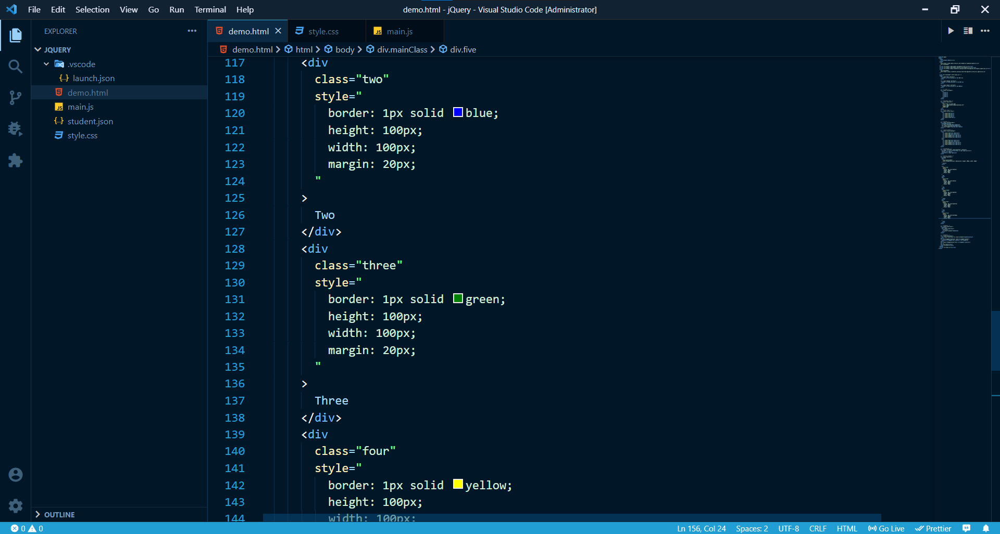 File Edit Selection View Go Run Terminal Help
demo.html - jQuery - Visual Studio Code [Administrator]
EXPLORER
JQUERY
.vscode
launch.json
demo.html
main.js
student.json
style.css
OUTLINE
demo.html
style.css
main.js
demo.html > html > body > div.mainClass > div.five
117 <div
118 class="two"
119 style="
120 border: 1px solid blue;
121 height: 100px;
122 width: 100px;
123 margin: 20px;
124 "
125 >
126 Two
127 </div>
128 <div
129 class="three"
130 style="
131 border: 1px solid green;
132 height: 100px;
133 width: 100px;
134 margin: 20px;
135 "
136 >
137 Three
138 </div>
139 <div
140 class="four"
141 style="
142 border: 1px solid yellow;
143 height: 100px;
144 width: 100px;
0 0 Ln 156, Col 24 Spaces: 2 UTF-8 CRLF HTML Go Live Prettier